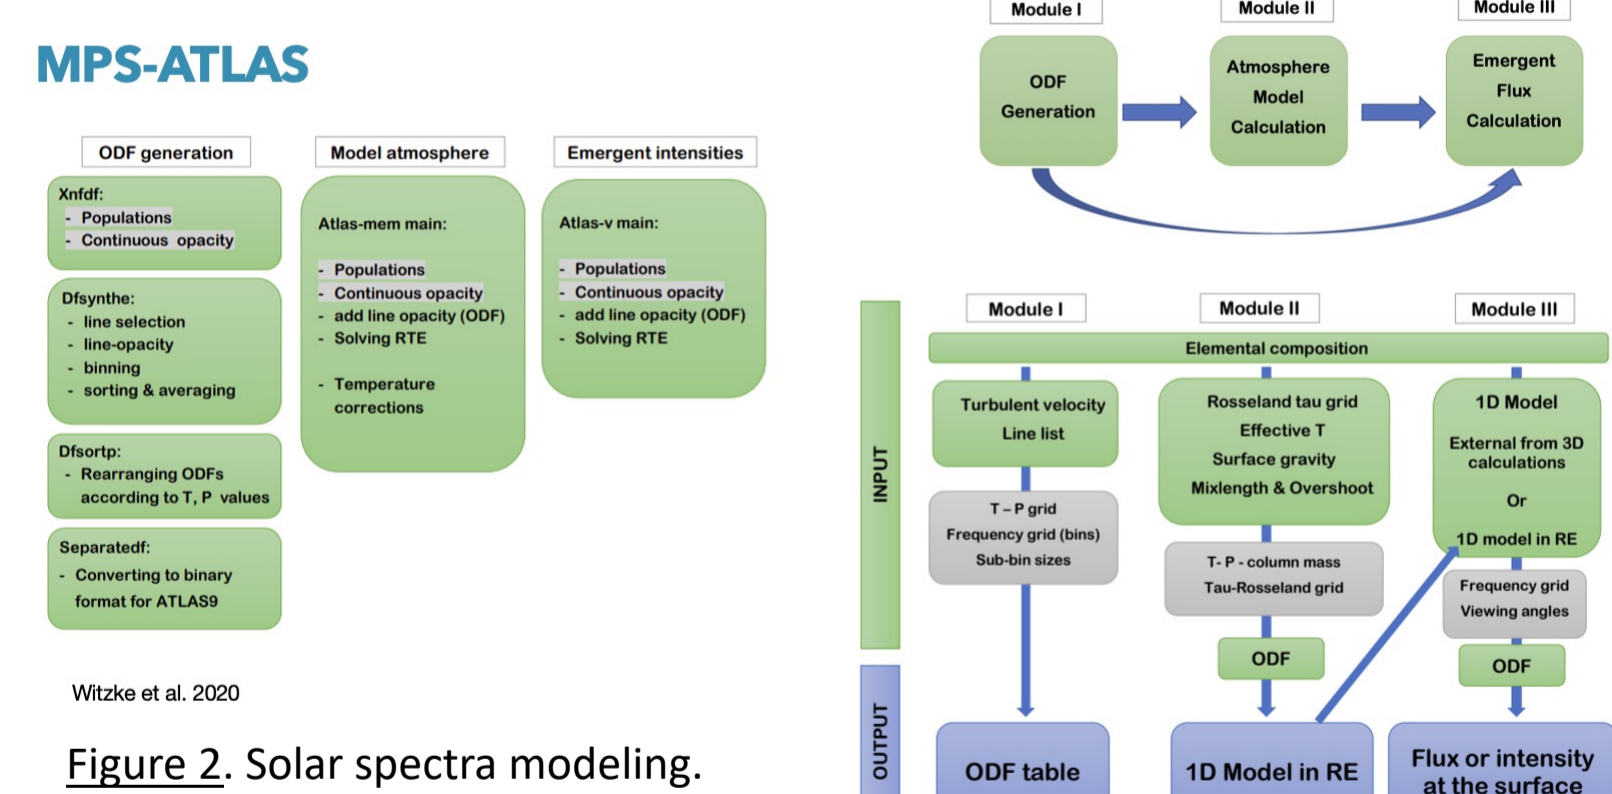 MPS-ATLAS
ODF generation
Xnfdf:
- Populations
- Continuous opacity
Dfsynthe:
- line selection
- line-opacity
- binning
- sorting & averaging
Dfsortp:
- Rearranging ODFs
according to T, P values
Separatedf:
- Converting to binary
format for ATLAS9
Model atmosphere
Atlas-mem main:
- Populations
- Continuous opacity
- add line opacity (ODF)
- Solving RTE
- Temperature
corrections
Emergent intensities
Atlas-v main:
- Populations
- Continuous opacity
- add line opacity (ODF)
- Solving RTE
Witzke et al. 2020
Figure 2. Solar spectra modeling.
Module I
ODF
Generation
Module II
Atmosphere
Model
Calculation
Module III
Emergent
Flux
Calculation
INPUT
OUTPUT
Module I
Module II
Module III
Elemental composition
Turbulent velocity
Line list
T – P grid
Frequency grid (bins)
Sub-bin sizes
ODF table
Rosseland tau grid
Effective T
Surface gravity
Mixlength & Overshoot
T- P - column mass
Tau-Rosseland grid
ODF
1D Model in RE
1D Model
External from 3D
calculations
Or
1D model in RE
Frequency grid
Viewing angles
ODF
Flux or intensity
at the surface